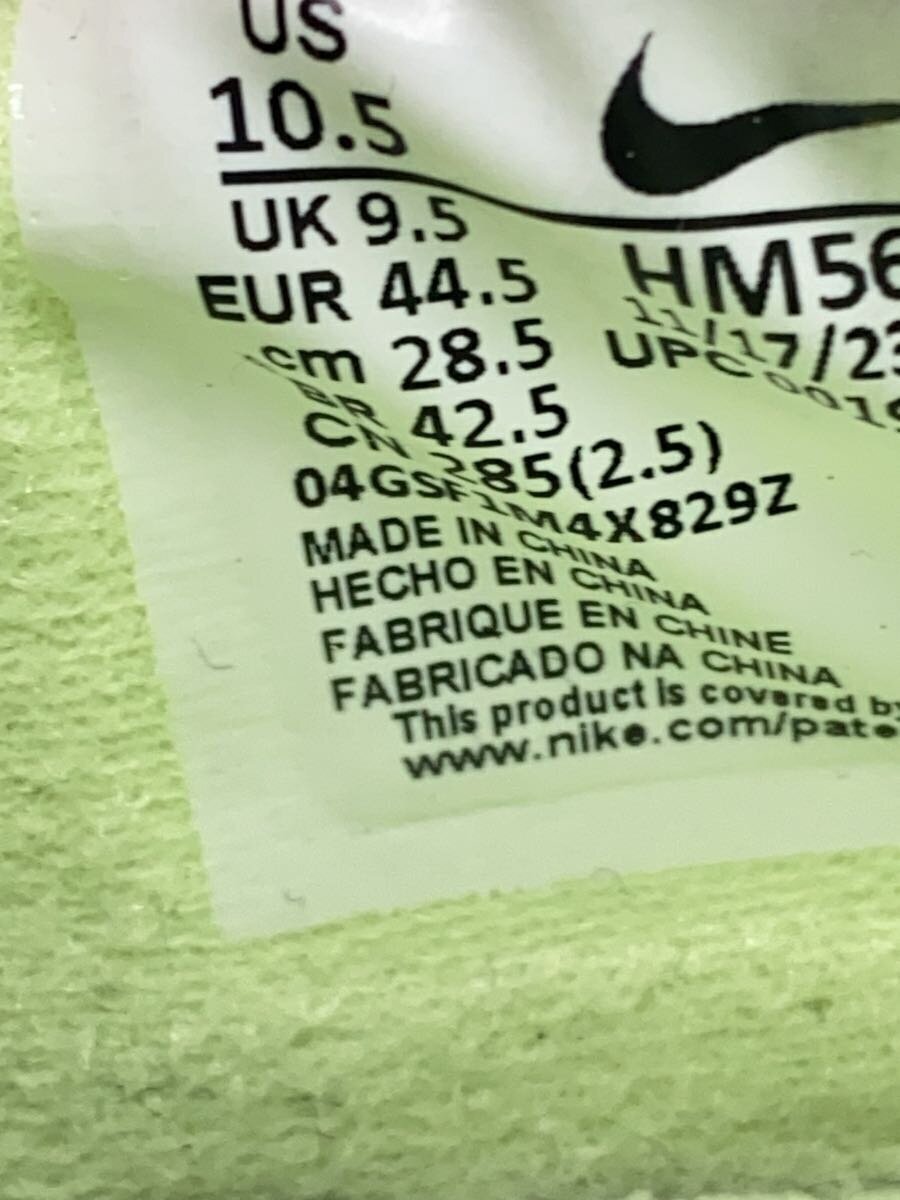 US
10.5
UK 9.5
EUR 44.5
cm 28.5
BR 42.5
CN 285(2.5)
HM56
11/17/23
UPC 0019
04GSF1M4X829Z
MADE IN CHINA
HECHO EN CHINA
FABRIQUE EN CHINE
FABRICADO NA CHINA
This product is covered by
www.nike.com/pate